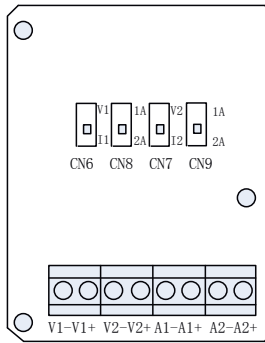 V1 1A V2 1A
I1 2A I2 2A
CN6 CN8 CN7 CN9
V1-V1+ V2-V2+ A1-A1+ A2-A2+